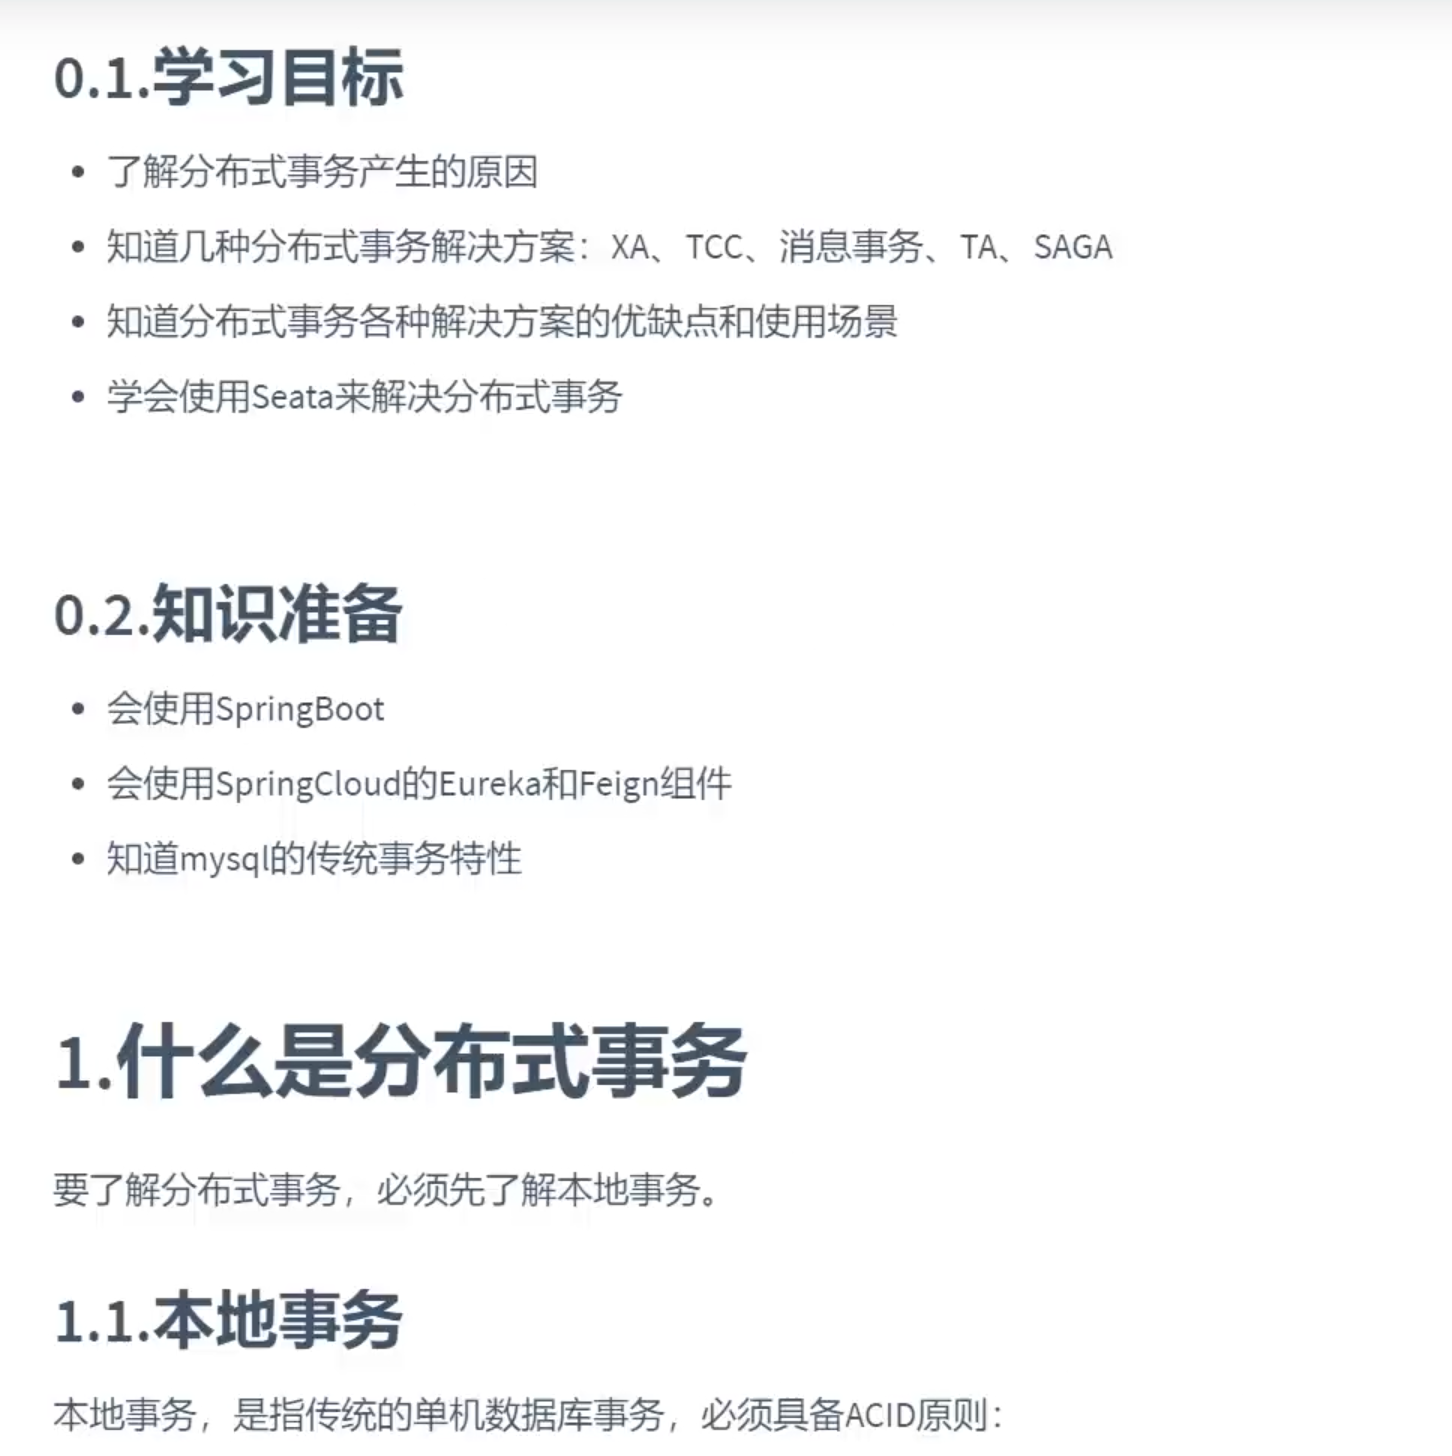 0.1.学习目标
了解分布式事务产生的原因
知道几种分布式事务解决方案：XA、TCC、消息事务、TA、SAGA
知道分布式事务各种解决方案的优缺点和使用场景
学会使用Seata来解决分布式事务
0.2.知识准备
会使用SpringBoot
会使用SpringCloud的Eureka和Feign组件
知道mysql的传统事务特性
1.什么是分布式事务
要了解分布式事务，必须先了解本地事务。
1.1.本地事务
本地事务，是指传统的单机数据库事务，必须具备ACID原则：